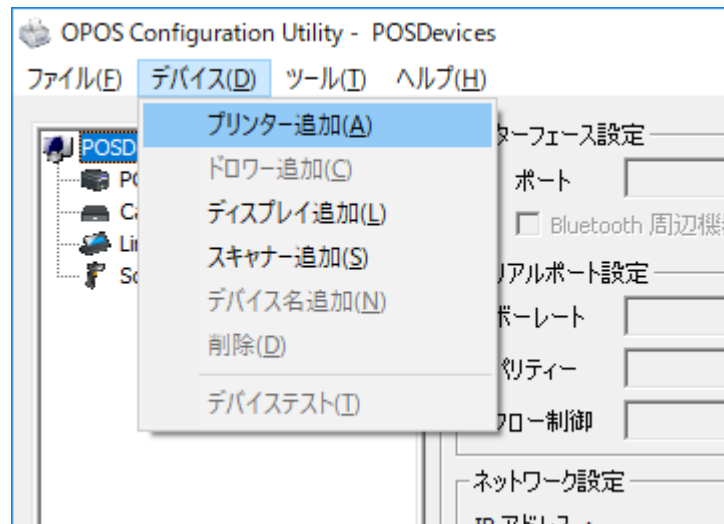 OPOS Configuration Utility - POSDevices
ファイル(F) デバイス(D) ツール(T) ヘルプ(H)
プリンター追加(A)
ドロワー追加(C)
ディスプレイ追加(L)
スキャナー追加(S)
デバイス名追加(N)
削除(D)
デバイステスト(T)
POSD
ターフェース設定
ポート
Bluetooth 周辺機
リアルポート設定
ボーレート
パリティー
フロー制御
ネットワーク設定